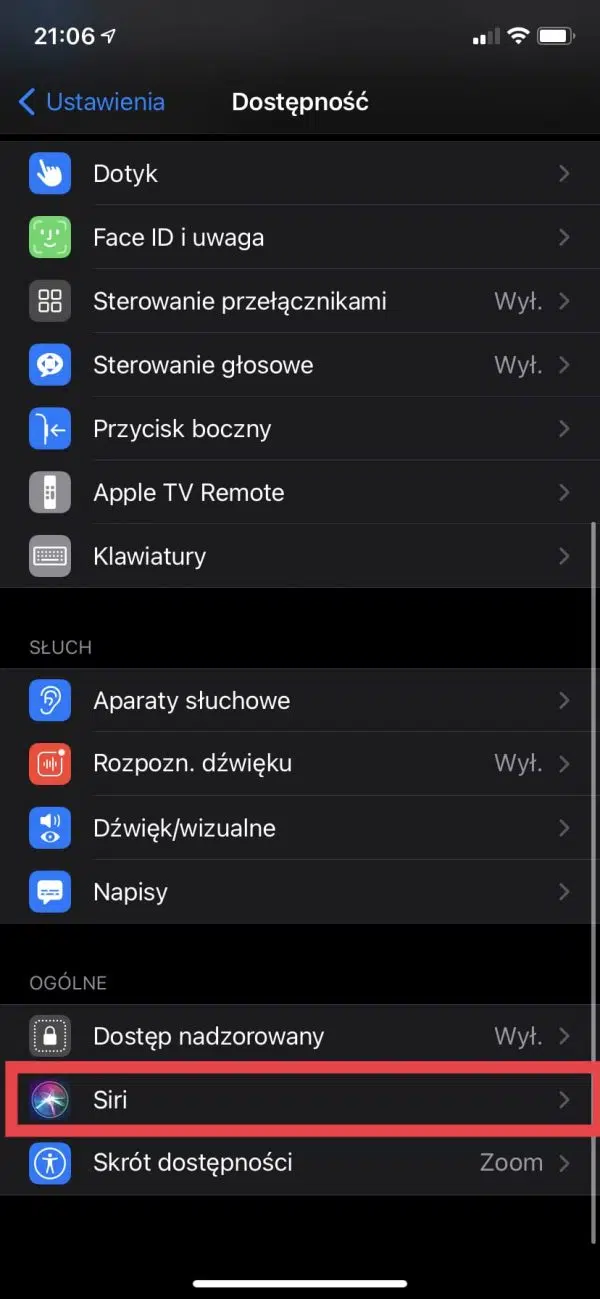 21:06
Ustawienia
Dostępność
Dotyk
Face ID i uwaga
Sterowanie przełącznikami Wył.
Sterowanie głosowe Wył.
Przycisk boczny
Apple TV Remote
Klawiatury
SŁUCH
Aparaty słuchowe
Rozpozn. dźwięku Wył.
Dźwięk/wizualne
Napisy
OGÓLNE
Dostęp nadzorowany Wył.
Siri
Skrót dostępności Zoom